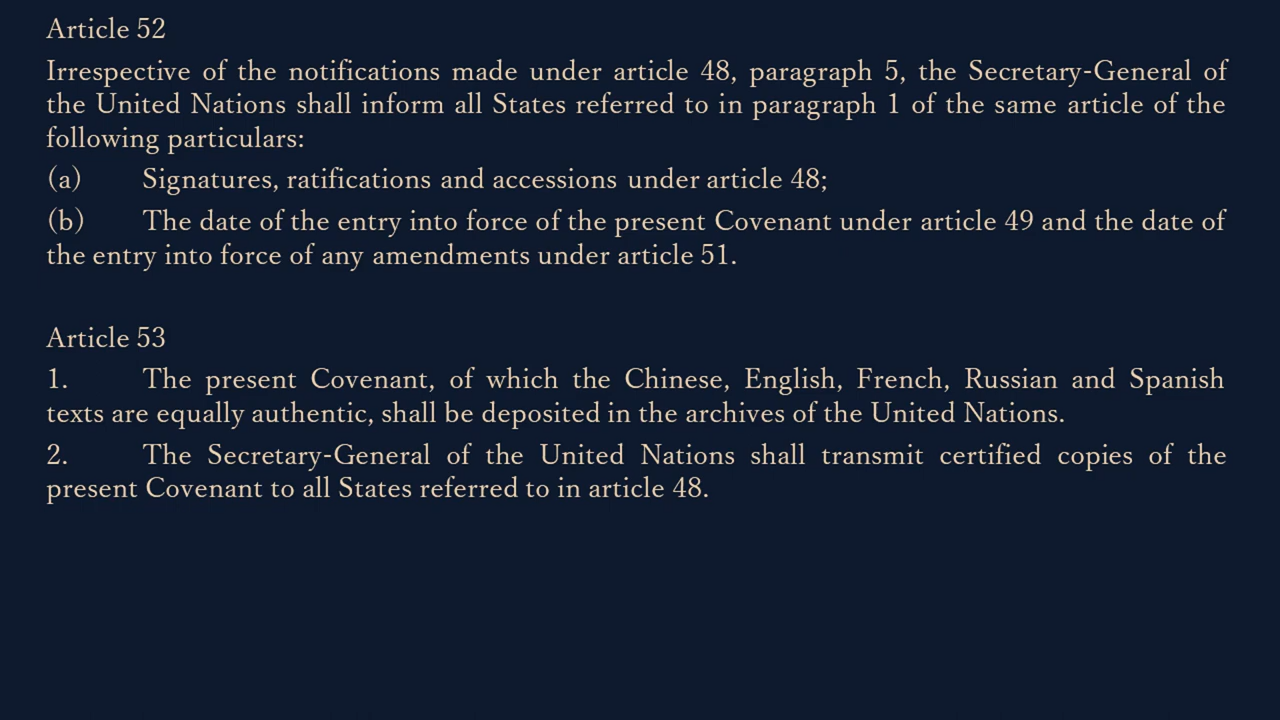 Article 52
Irrespective of the notifications made under article 48, paragraph 5, the Secretary-General of
the United Nations shall inform all States referred to in paragraph 1 of the same article of the
following particulars:
(a) Signatures, ratifications and accessions under article 48;
(b) The date of the entry into force of the present Covenant under article 49 and the date of
the entry into force of any amendments under article 51.
Article 53
1. The present Covenant, of which the Chinese, English, French, Russian and Spanish
texts are equally authentic, shall be deposited in the archives of the United Nations.
2. The Secretary-General of the United Nations shall transmit certified copies of the
present Covenant to all States referred to in article 48.